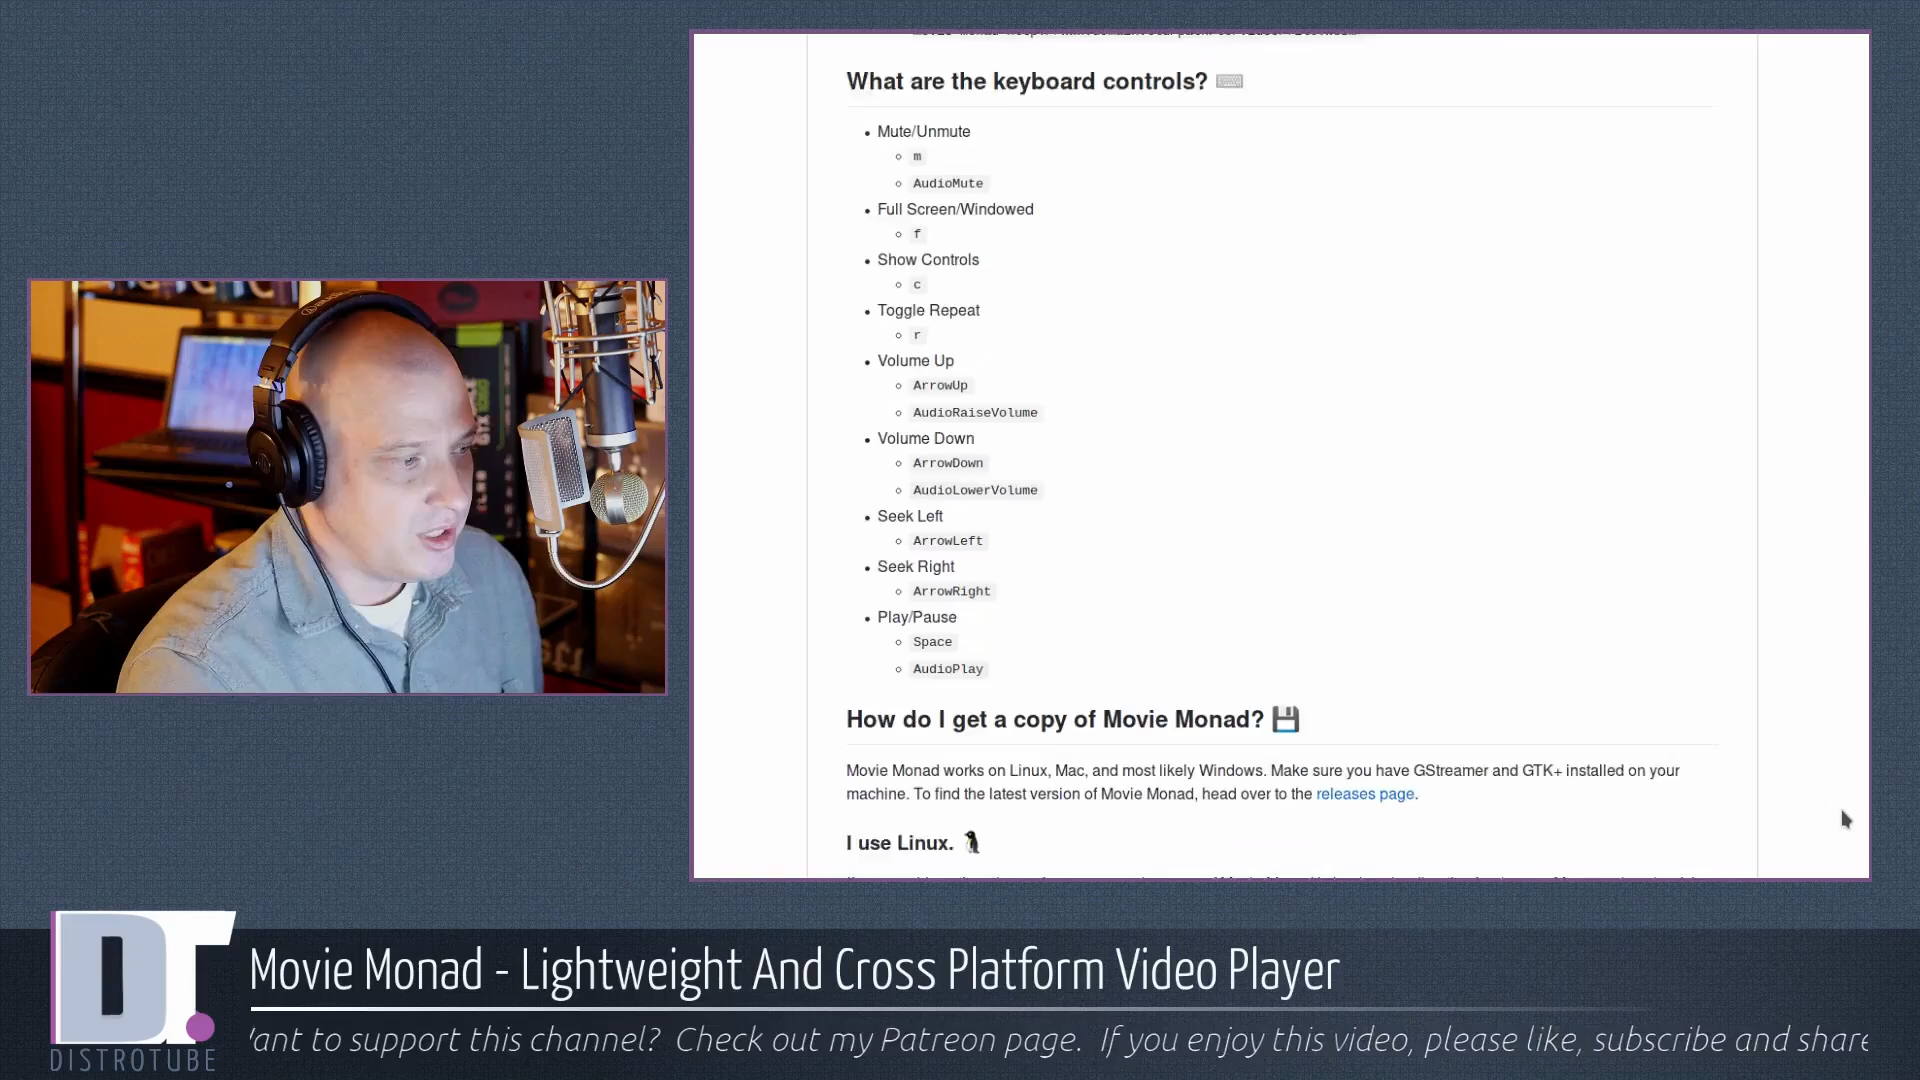 What are the keyboard controls?
Mute/Unmute
m
AudioMute
Full Screen/Windowed
f
Show Controls
c
Toggle Repeat
r
Volume Up
ArrowUp
AudioRaiseVolume
Volume Down
ArrowDown
AudioLowerVolume
Seek Left
ArrowLeft
Seek Right
ArrowRight
Play/Pause
Space
AudioPlay
How do I get a copy of Movie Monad?
Movie Monad works on Linux, Mac, and most likely Windows. Make sure you have GStreamer and GTK+ installed on your
machine. To find the latest version of Movie Monad, head over to the releases page.
I use Linux.
GTX
DT
DISTROTUBE
Movie Monad - Lightweight And Cross Platform Video Player
ant to support this channel? Check out my Patreon page. If you enjoy this video, please like, subscribe and share